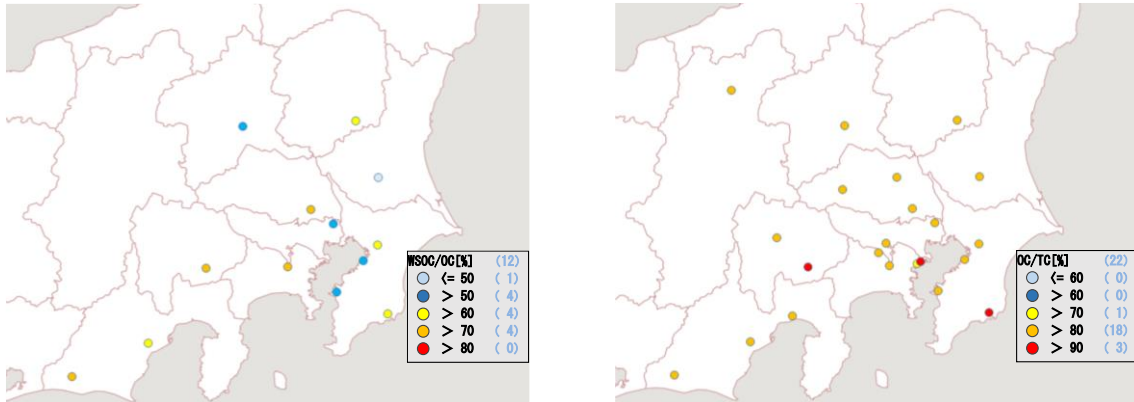 WSOC/OC[%] (12)
<= 50 ( 1)
> 50 ( 4)
> 60 ( 4)
> 70 ( 4)
> 80 ( 0)
OC/TC[%] (22)
<= 60 ( 0)
> 60 ( 0)
> 70 ( 1)
> 80 (18)
> 90 ( 3)